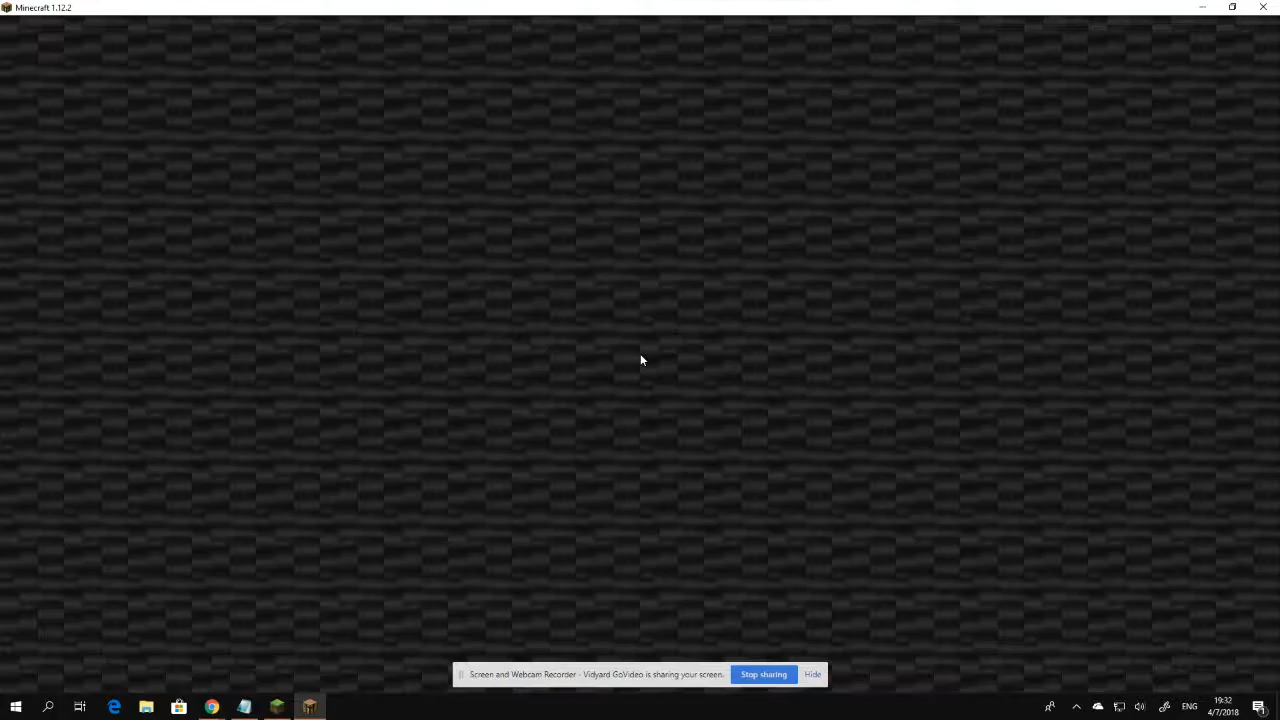 Minecraft 1.12.2
Screen and Webcam Recorder - Vidyard GoVideo is sharing your screen.
Stop sharing
Hide
ENG
19:32
4/7/2018